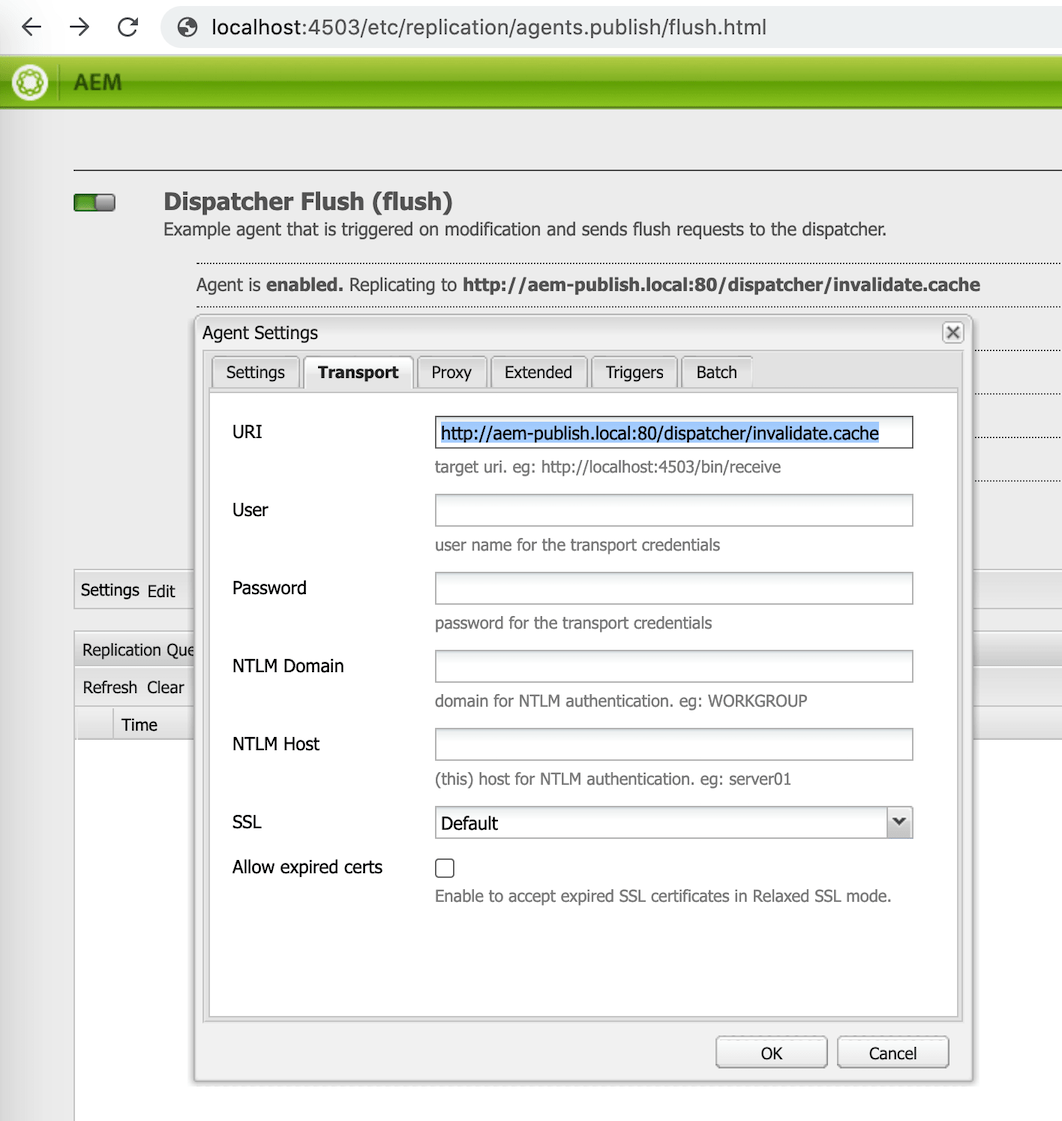 localhost:4503/etc/replication/agents.publish/flush.html
AEM
Dispatcher Flush (flush)
Example agent that is triggered on modification and sends flush requests to the dispatcher.
Agent is enabled. Replicating to http://aem-publish.local:80/dispatcher/invalidate.cache
Agent Settings
Settings Transport Proxy Extended Triggers Batch
URI http://aem-publish.local:80/dispatcher/invalidate.cache
target uri. eg: http://localhost:4503/bin/receive
User
user name for the transport credentials
Password
password for the transport credentials
NTLM Domain
domain for NTLM authentication. eg: WORKGROUP
NTLM Host
(this) host for NTLM authentication. eg: server01
SSL Default
Allow expired certs
Enable to accept expired SSL certificates in Relaxed SSL mode.
OK Cancel
Settings Edit
Replication Que
Refresh Clear
Time